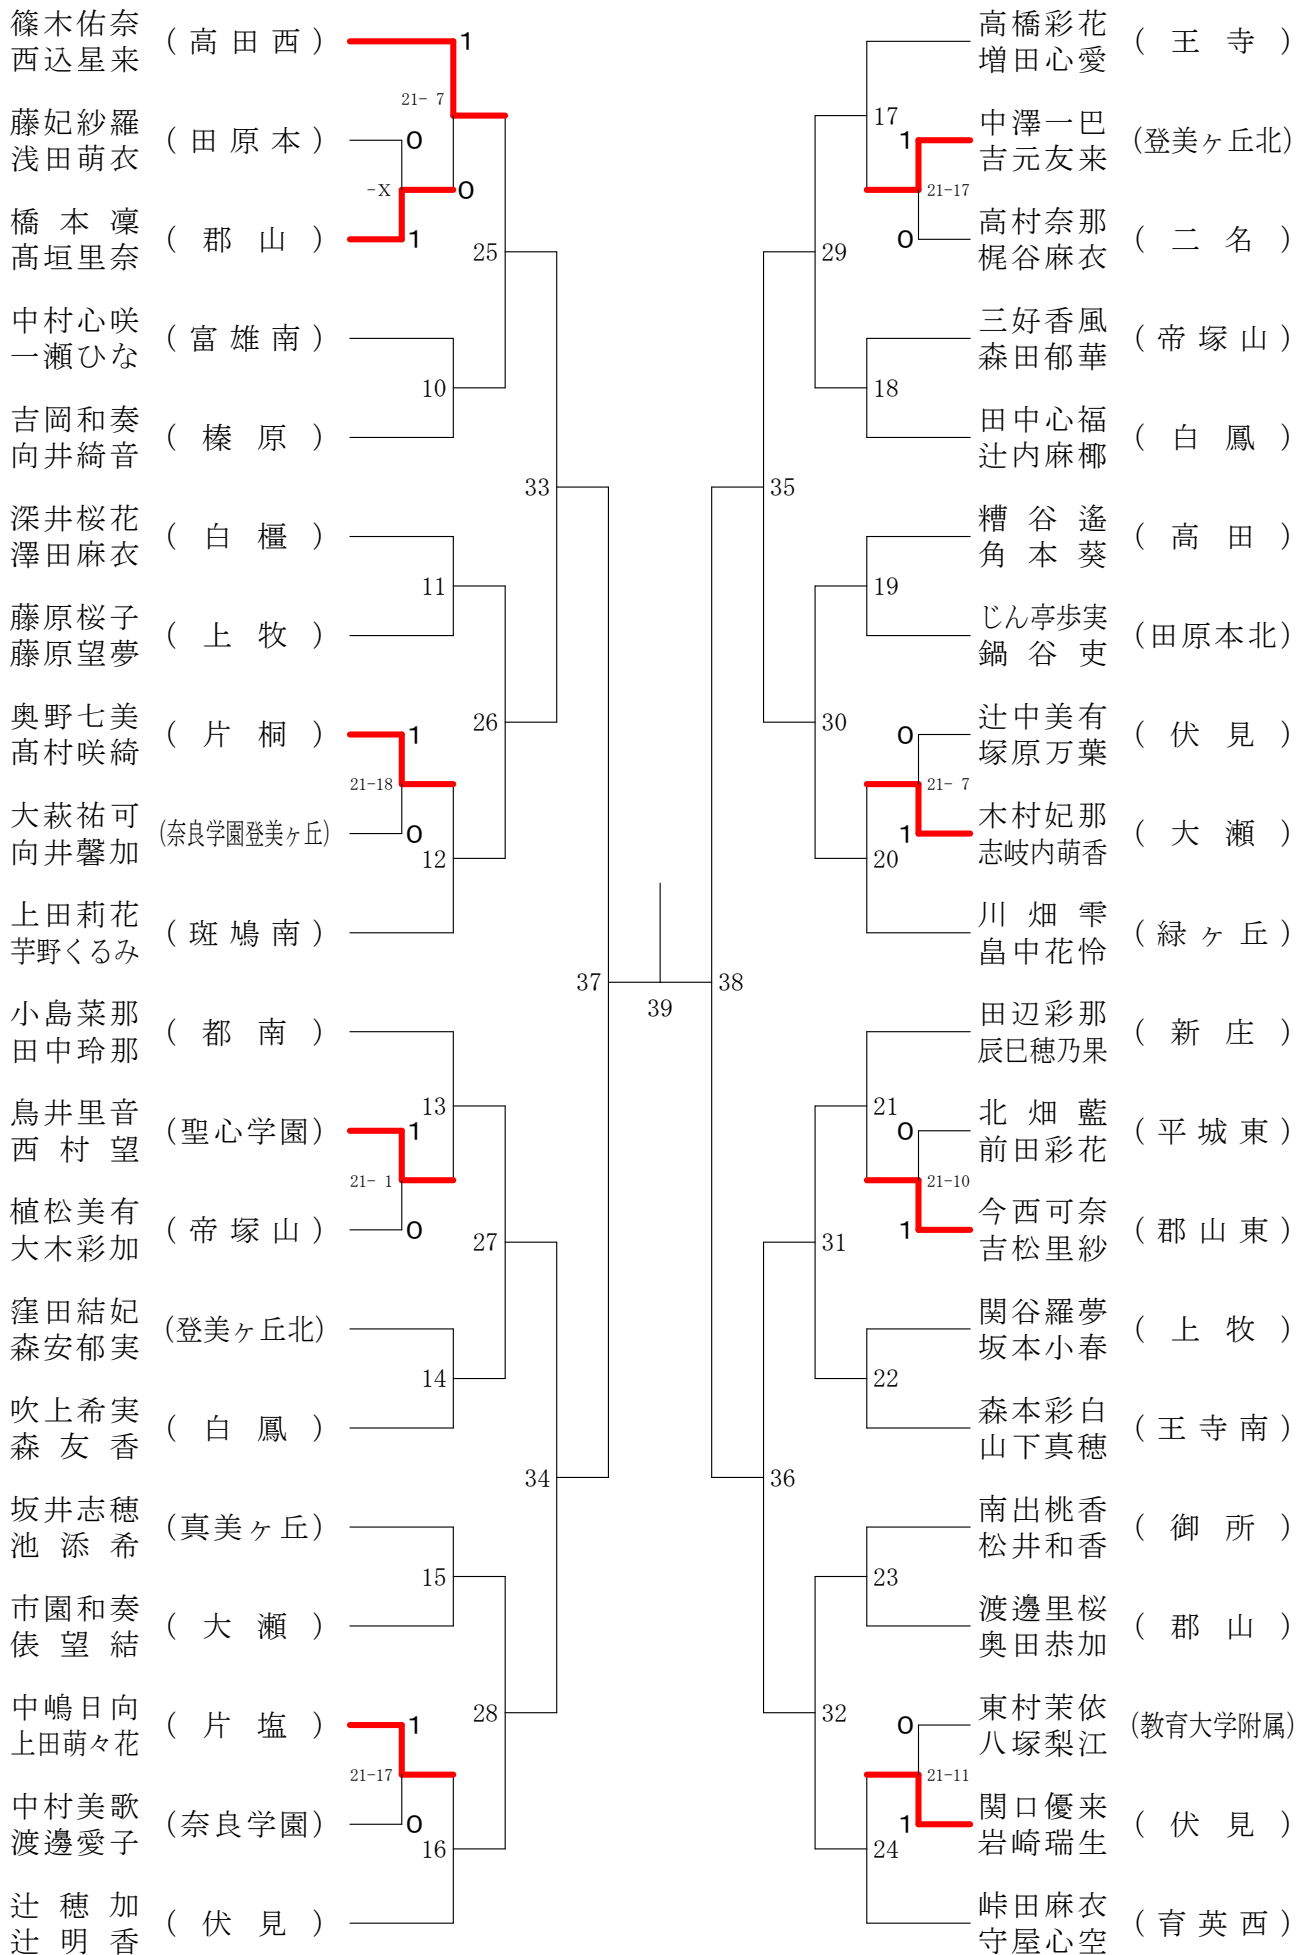 篠木佑奈
西込星来
(高田西)
1
21- 7
藤妃紗羅
浅田萌衣
(田原本)
0
-X
0
橋本凜
髙垣里奈
(郡山)
1
25
中村心咲
一瀬ひな
(富雄南)
10
吉岡和奏
向井綺音
(榛原)
33
深井桜花
澤田麻衣
(白橿)
11
藤原桜子
藤原望夢
(上牧)
26
奥野七美
髙村咲綺
(片桐)
1
21-18
大萩祐可
向井馨加
(奈良学園登美ヶ丘)
0
12
上田莉花
芋野くるみ
(斑鳩南)
37
小島菜那
田中玲那
(都南)
13
鳥井里音
西村望
(聖心学園)
1
21- 1
植松美有
大木彩加
(帝塚山)
0
27
窪田結妃
森安郁実
(登美ヶ丘北)
14
吹上希実
森友香
(白鳳)
34
坂井志穂
池添希
(真美ヶ丘)
15
市園和奏
俵望結
(大瀬)
28
中嶋日向
上田萌々花
(片塩)
1
21-17
中村美歌
渡邊愛子
(奈良学園)
0
16
辻穂加
辻明香
(伏見)
39
38
高橋彩花
増田心愛
(王寺)
17
中澤一巴
吉元友来
(登美ヶ丘北)
1
21-17
高村奈那
梶谷麻衣
(二名)
0
29
三好香風
森田郁華
(帝塚山)
18
田中心福
辻内麻椰
(白鳳)
35
糟谷遙
角本葵
(高田)
19
じん亭歩実
鍋谷吏
(田原本北)
30
辻中美有
塚原万葉
(伏見)
0
21- 7
木村妃那
志岐内萌香
(大瀬)
1
20
川畑雫
畠中花怜
(緑ヶ丘)
田辺彩那
辰巳穂乃果
(新庄)
21
北畑藍
前田彩花
(平城東)
0
21-10
今西可奈
吉松里紗
(郡山東)
1
31
関谷羅夢
坂本小春
(上牧)
22
森本彩白
山下真穂
(王寺南)
36
南出桃香
松井和香
(御所)
23
渡邊里桜
奥田恭加
(郡山)
32
東村茉依
八塚梨江
(教育大学附属)
0
21-11
関口優来
岩崎瑞生
(伏見)
1
24
峠田麻衣
守屋心空
(育英西)